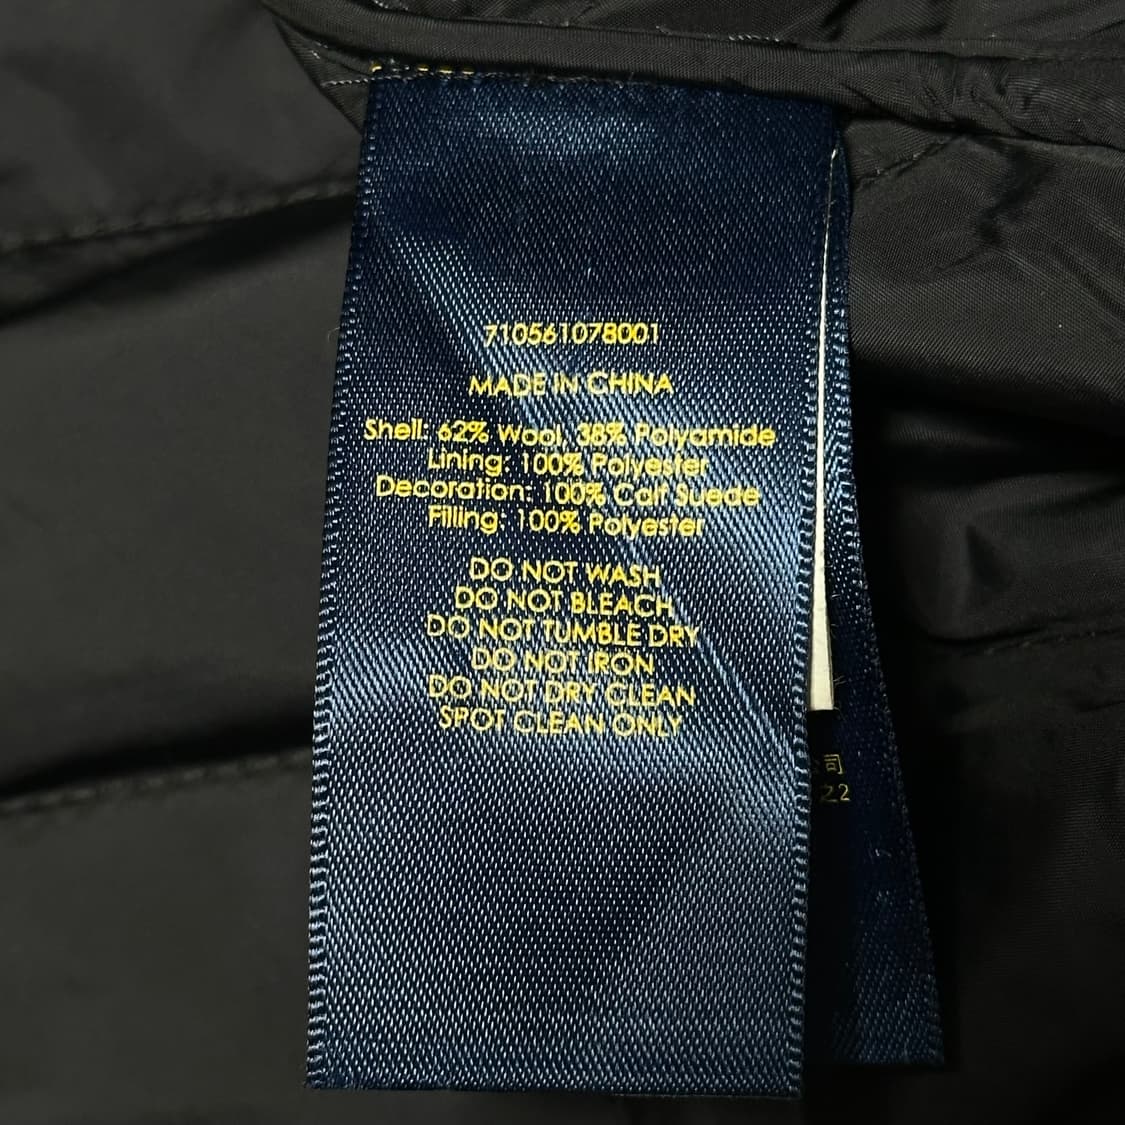 710561078001
MADE IN CHINA
Shell: 62% Wool, 38% Polyamide
Lining: 100% Polyester
Decoration: 100% Calf Suede
Filling: 100% Polyester
DO NOT WASH
DO NOT BLEACH
DO NOT TUMBLE DRY
DO NOT IRON
DO NOT DRY CLEAN
SPOT CLEAN ONLY
司
22